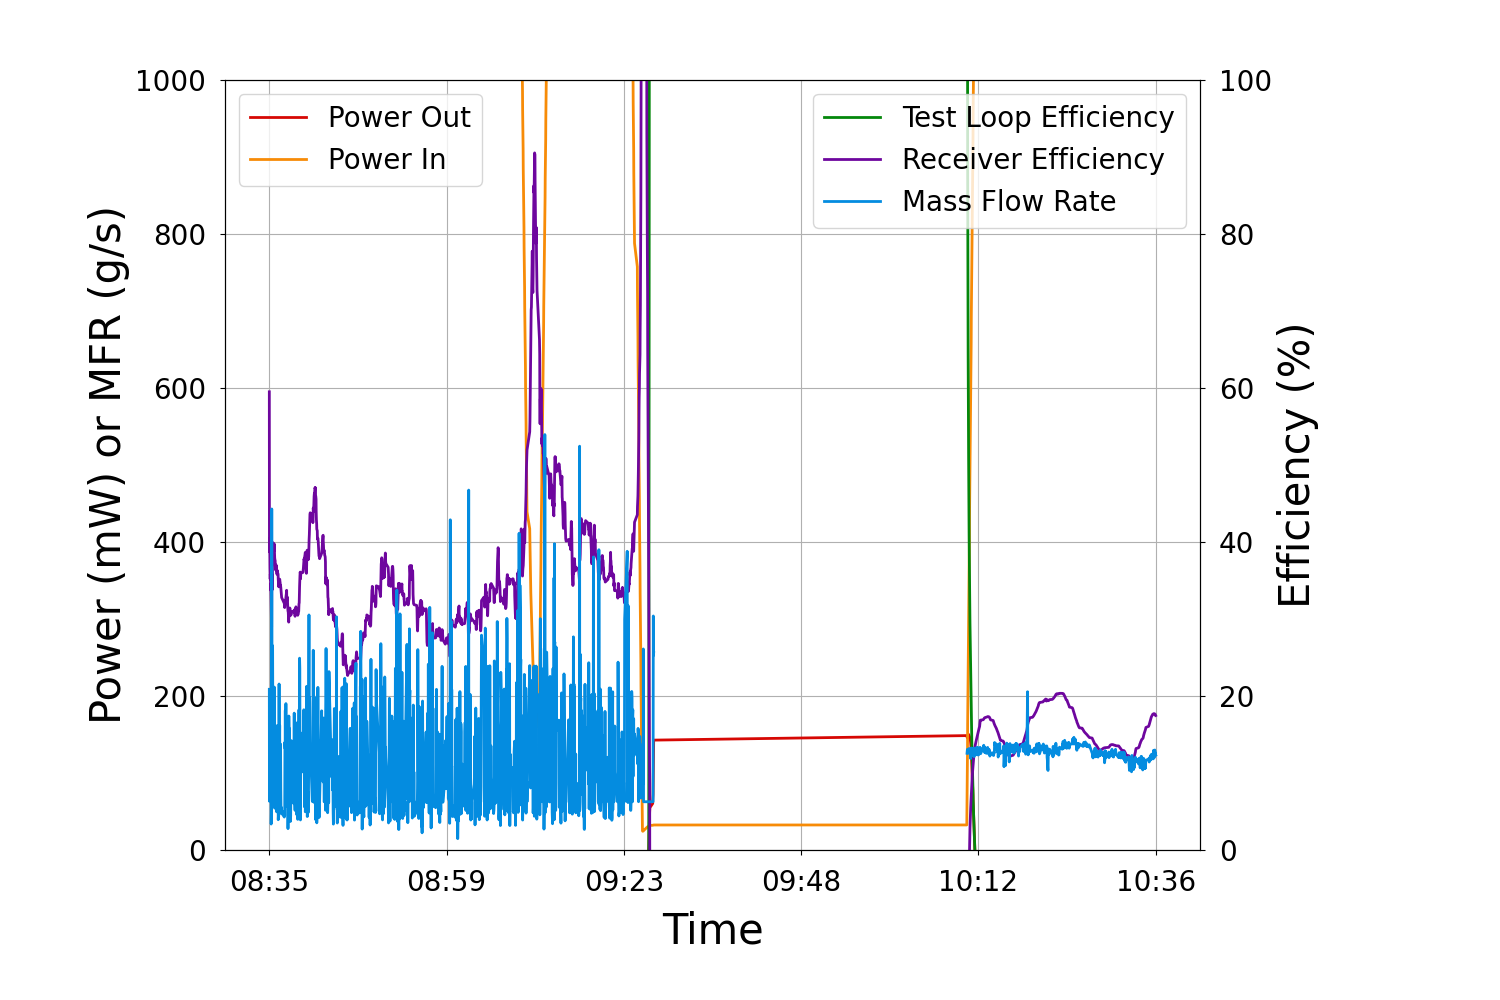 1000
800
600
400
200
0
Power (mW) or MFR (g/s)
Power Out
Power In
Test Loop Efficiency
Receiver Efficiency
Mass Flow Rate
100
80
60
40
20
0
Efficiency (%)
08:35
08:59
09:23
09:48
10:12
10:36
Time